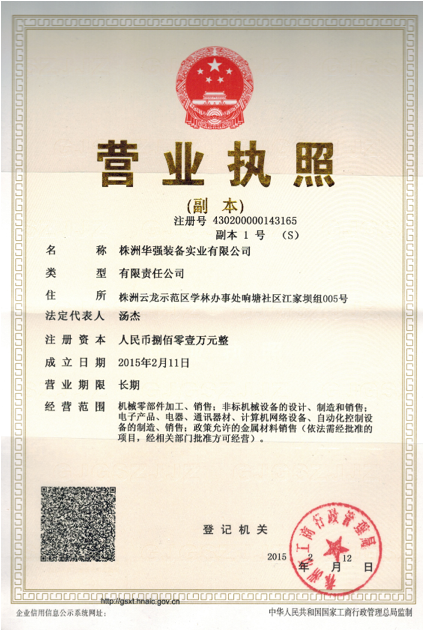 营业执照
(副 本)
注册号 430200000143165
副本 1 号 (S)
名 称 株洲华强装备实业有限公司
类 型 有限责任公司
住 所 株洲云龙示范区学林办事处响塘社区江家坝组005号
法定代表人 汤杰
注册资本 人民币捌佰零壹万元整
成立日期 2015年2月11日
营业期限 长期
经营范围 机械零部件加工、销售；非标机械设备的设计、制造和销售；
电子产品、电器、通讯器材、计算机网络设备、自动化控制设
备的制造、销售；政策允许的金属材料销售（依法需经批准的
项目，经相关部门批准方可经营）。
登记机关
株洲市工商行政管理局
2015 年 2 月 12 日
http://gsxt.hnaic.gov.cn
企业信用信息公示系统网址：
中华人民共和国国家工商行政管理总局监制